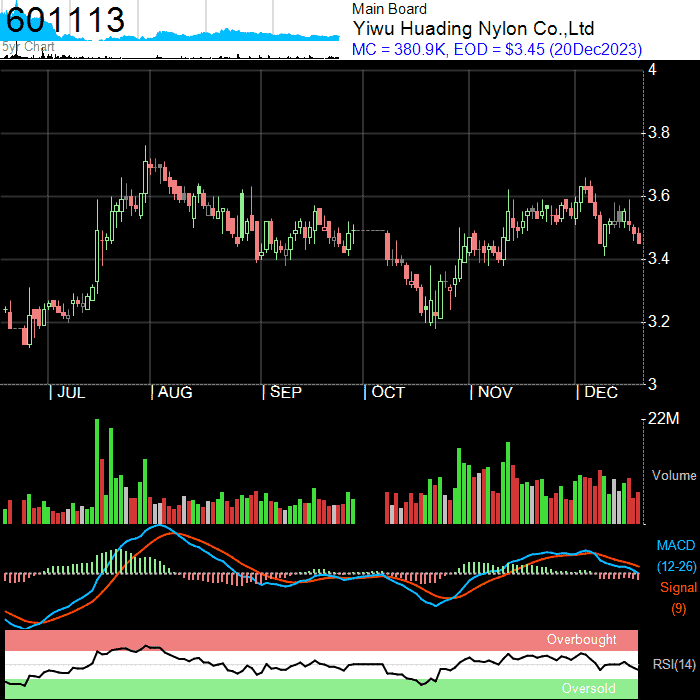 601113
5yr Chart
Main Board
Yiwu Huading Nylon Co.,Ltd
MC = 380.9K, EOD = $3.45 (20Dec2023)
4
3.8
3.6
3.4
3.2
3
| JUL | AUG | SEP | OCT | NOV | DEC
22M
Volume
MACD
(12-26)
Signal
(9)
Overbought
RSI(14)
Oversold